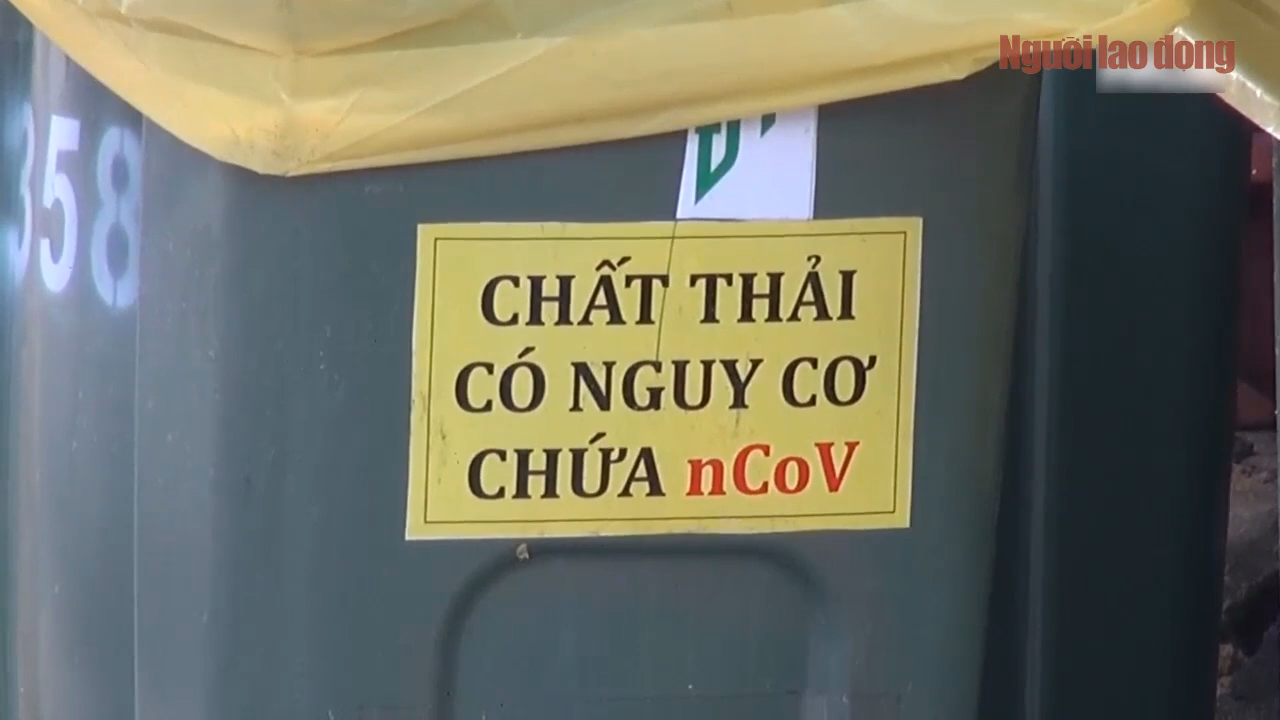 Người lao động
358
CHẤT THẢI
CÓ NGUY CƠ
CHỨA nCoV